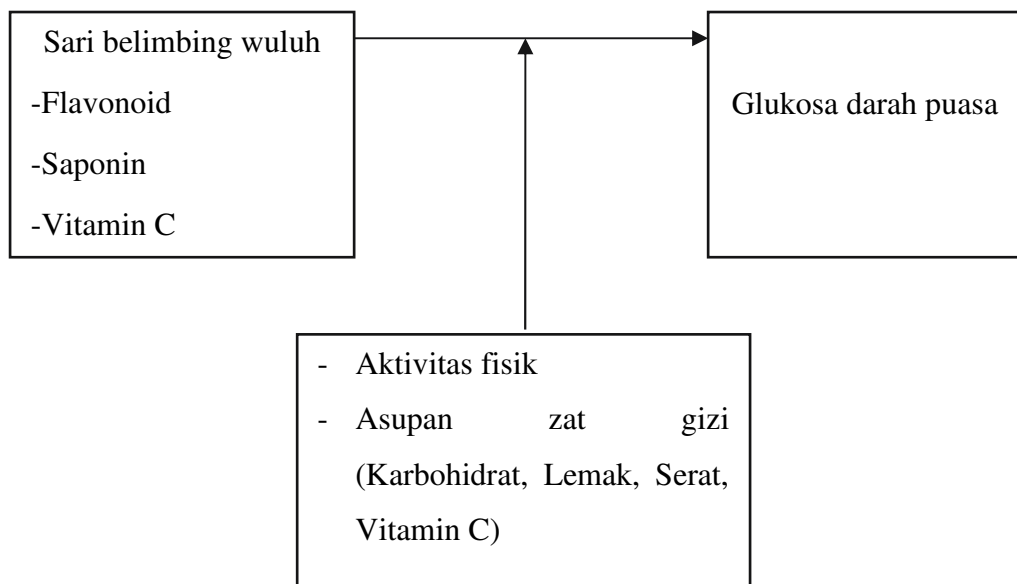 Sari belimbing wuluh
-Flavonoid
-Saponin
-Vitamin C
Glukosa darah puasa
- Aktivitas fisik
- Asupan zat gizi
(Karbohidrat, Lemak, Serat,
Vitamin C)